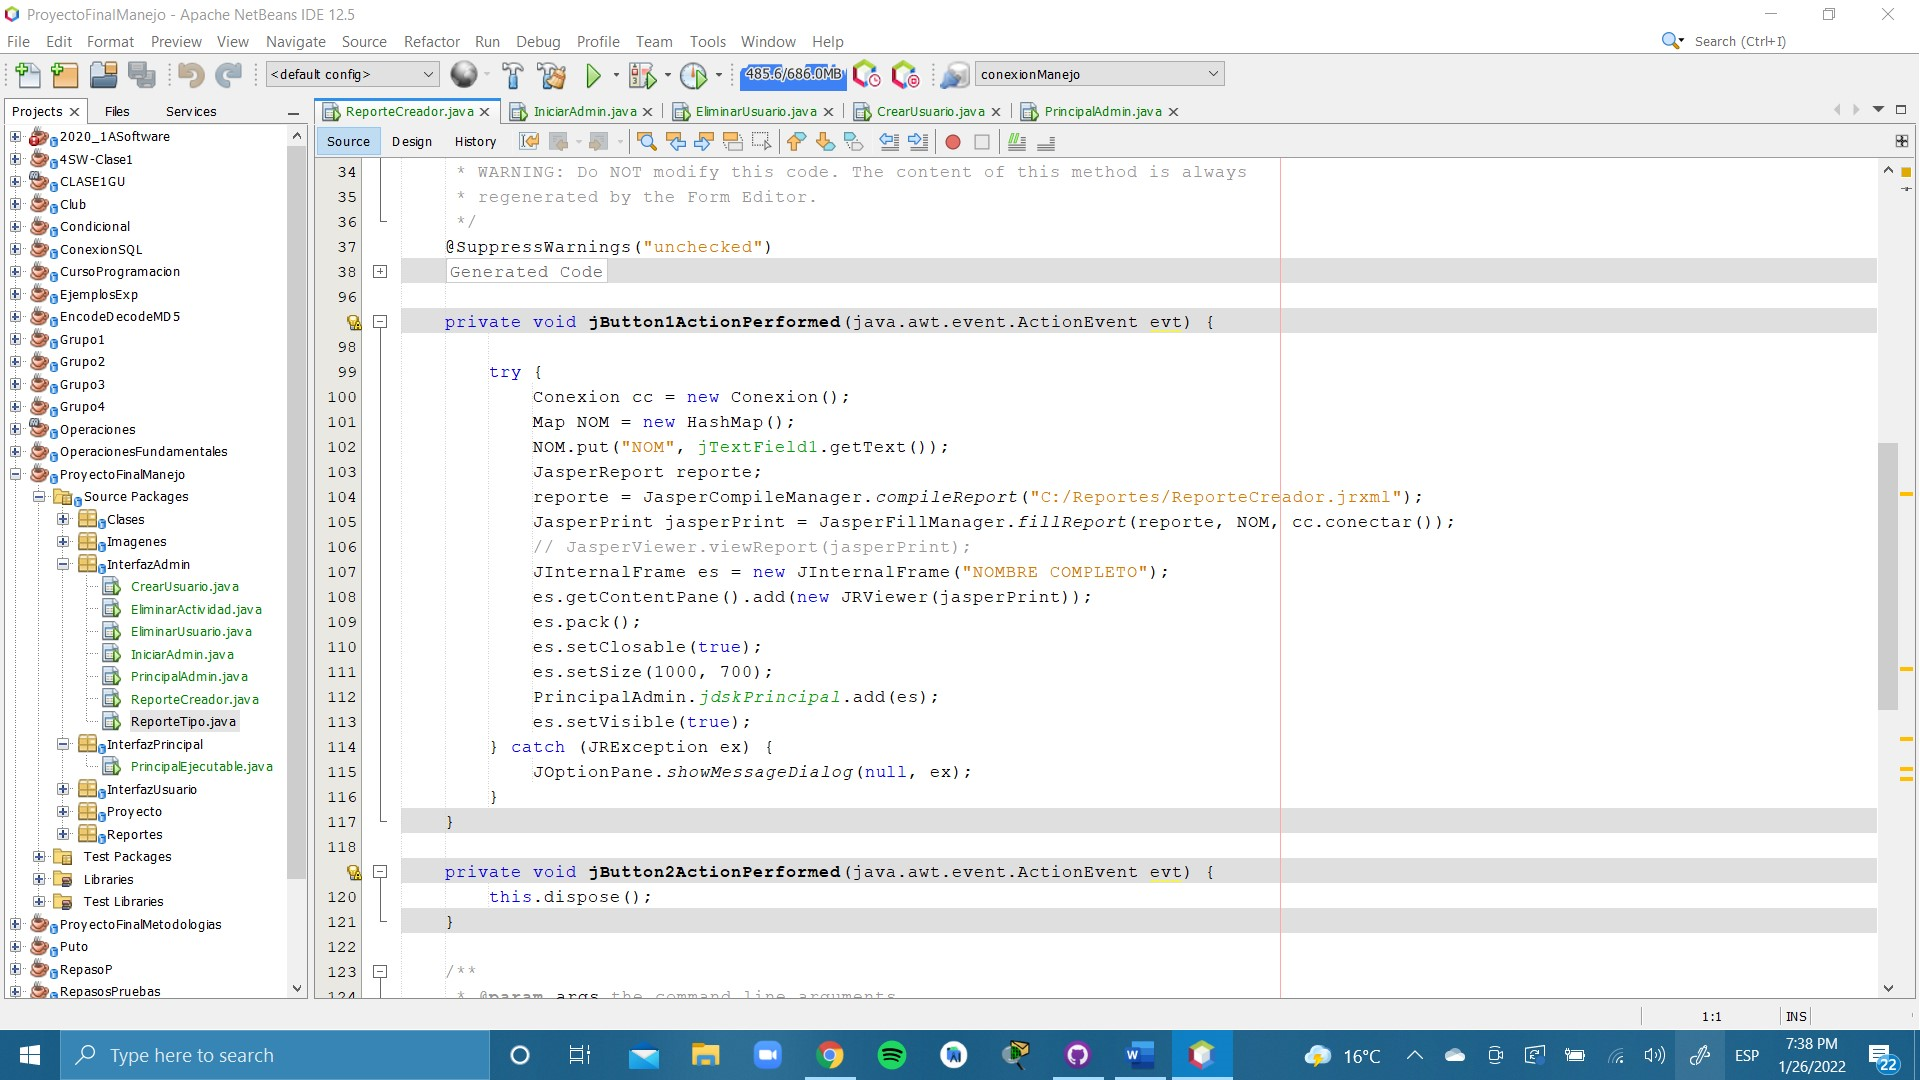 ProyectoFinalManejo - Apache NetBeans IDE 12.5
File Edit Format Preview View Navigate Source Refactor Run Debug Profile Team Tools Window Help
Search (Ctrl+I)
<default config>
485.6/686.0MB
conexionManejo
Projects Files Services
ReporteCreador.java IniciarAdmin.java EliminarUsuario.java CrearUsuario.java PrincipalAdmin.java
Source Design History
2020_1ASoftware
4SW-Clase1
CLASE1GU
Club
Condicional
ConexionSQL
CursoProgramacion
EjemplosExp
EncodeDecodeMD5
Grupo1
Grupo2
Grupo3
Grupo4
Operaciones
OperacionesFundamentales
ProyectoFinalManejo
Source Packages
Clases
Imagenes
InterfazAdmin
CrearUsuario.java
EliminarActividad.java
EliminarUsuario.java
IniciarAdmin.java
PrincipalAdmin.java
ReporteCreador.java
ReporteTipo.java
InterfazPrincipal
PrincipalEjecutable.java
InterfazUsuario
Proyecto
Reportes
Test Packages
Libraries
Test Libraries
ProyectoFinalMetodologias
Puto
RepasoP
RepasosPruebas
34 * WARNING: Do NOT modify this code. The content of this method is always
35 * regenerated by the Form Editor.
36 */
37 @SuppressWarnings("unchecked")
38 Generated Code
96
private void jButton1ActionPerformed(java.awt.event.ActionEvent evt) {
98
99 try {
100 Conexion cc = new Conexion();
101 Map NOM = new HashMap();
102 NOM.put("NOM", jTextField1.getText());
103 JasperReport reporte;
104 reporte = JasperCompileManager.compileReport("C:/Reportes/ReporteCreador.jrxml");
105 JasperPrint jasperPrint = JasperFillManager.fillReport(reporte, NOM, cc.conectar());
106 // JasperViewer.viewReport(jasperPrint);
107 JInternalFrame es = new JInternalFrame("NOMBRE COMPLETO");
108 es.getContentPane().add(new JRViewer(jasperPrint));
109 es.pack();
110 es.setClosable(true);
111 es.setSize(1000, 700);
112 PrincipalAdmin.jdskPrincipal.add(es);
113 es.setVisible(true);
114 } catch (JRException ex) {
115 JOptionPane.showMessageDialog(null, ex);
116 }
117 }
118
private void jButton2ActionPerformed(java.awt.event.ActionEvent evt) {
120 this.dispose();
121 }
122
123 /**
124 * @param args the command line arguments
1:1 INS
Type here to search
16°C
ESP
7:38 PM
1/26/2022
22